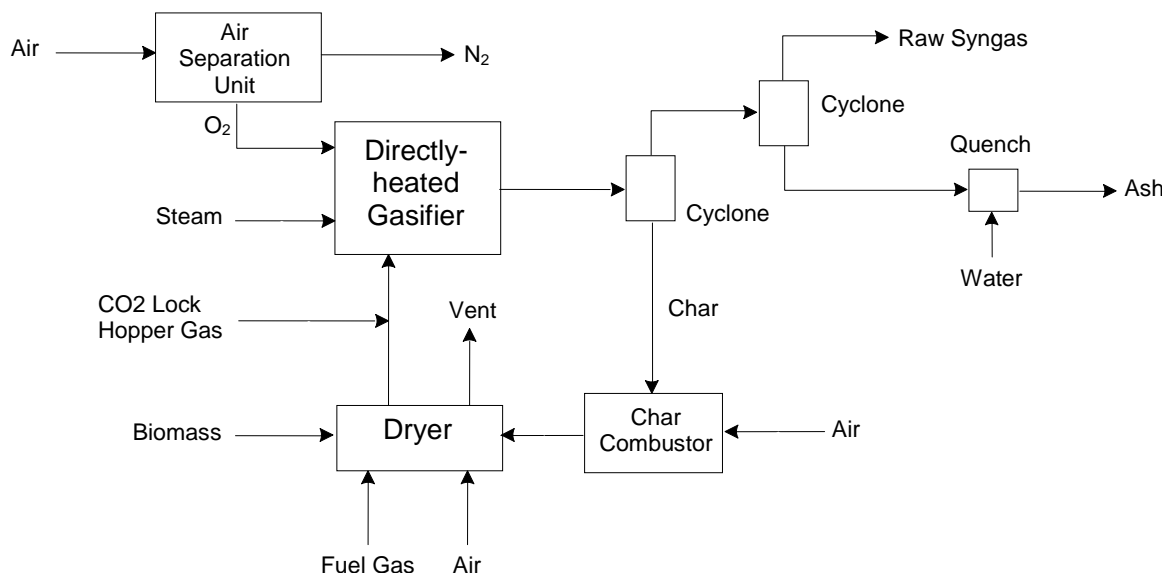 Air
Air
Separation
Unit
N2
O2
Raw Syngas
Cyclone
Directly-
heated
Gasifier
Quench
Ash
Steam
Cyclone
Water
CO2 Lock
Hopper Gas
Vent
Char
Biomass
Dryer
Char
Combustor
Air
Fuel Gas
Air